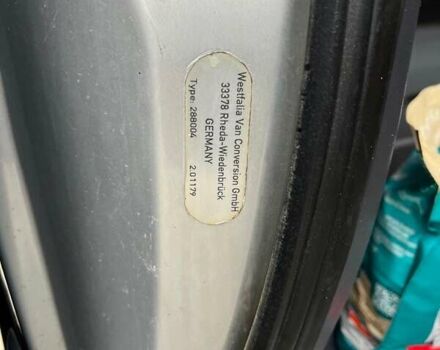 Westfalia Van Conversion GmbH
33378 Rheda-Wiedenbrück
GERMANY
Type: 288004 2.01179